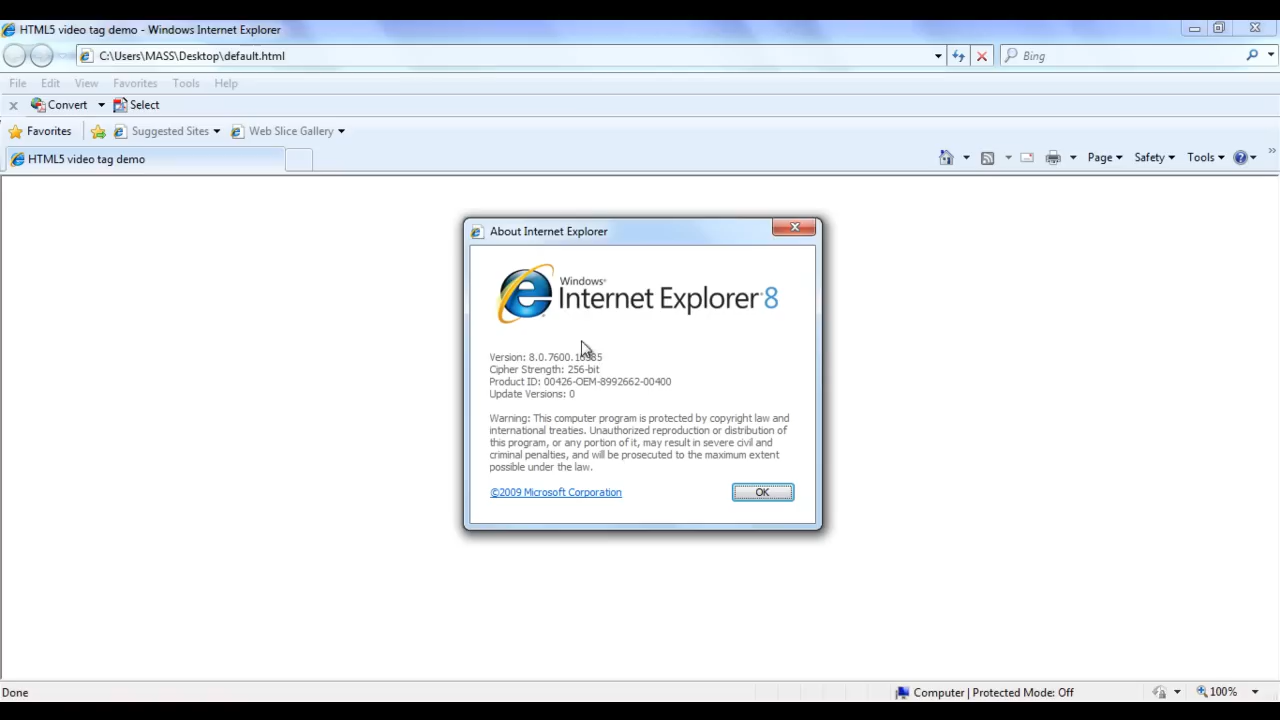 HTML5 video tag demo - Windows Internet Explorer
C:\Users\MASS\Desktop\default.html
Bing
File Edit View Favorites Tools Help
Convert Select
Favorites Suggested Sites Web Slice Gallery
HTML5 video tag demo
Page Safety Tools
About Internet Explorer
Windows®
Internet Explorer 8
Version: 8.0.7600.16385
Cipher Strength: 256-bit
Product ID: 00426-OEM-8992662-00400
Update Versions: 0
Warning: This computer program is protected by copyright law and
international treaties. Unauthorized reproduction or distribution of
this program, or any portion of it, may result in severe civil and
criminal penalties, and will be prosecuted to the maximum extent
possible under the law.
©2009 Microsoft Corporation
OK
Done
Computer | Protected Mode: Off
100%